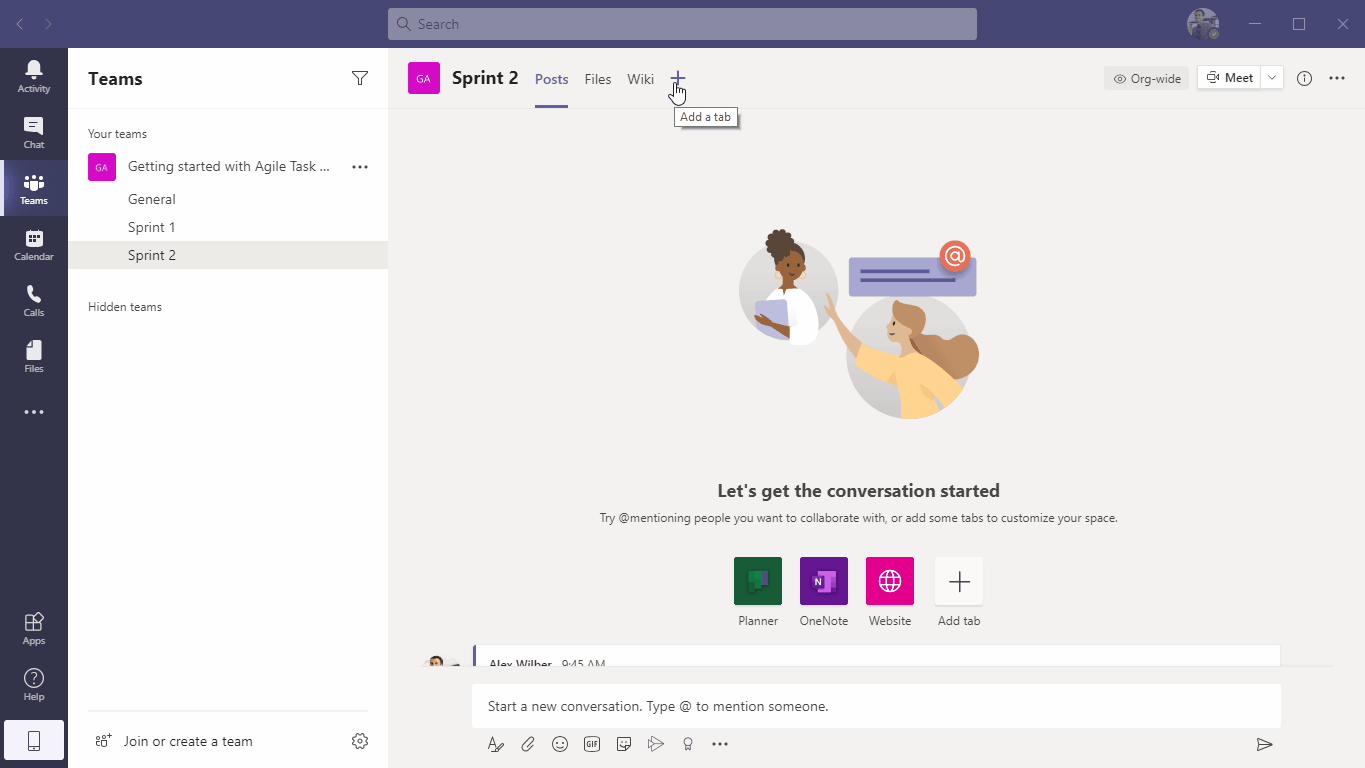 Search
Activity
Chat
Teams
Calendar
Calls
Files
Apps
Help
Teams
Your teams
GA Getting started with Agile Task ...
General
Sprint 1
Sprint 2
Hidden teams
Join or create a team
GA Sprint 2 Posts Files Wiki
Add a tab
Org-wide Meet
@
Let's get the conversation started
Try @mentioning people you want to collaborate with, or add some tabs to customize your space.
N
Planner OneNote Website Add tab
Alex Wilber 9:45 AM
Start a new conversation. Type @ to mention someone.
GIF